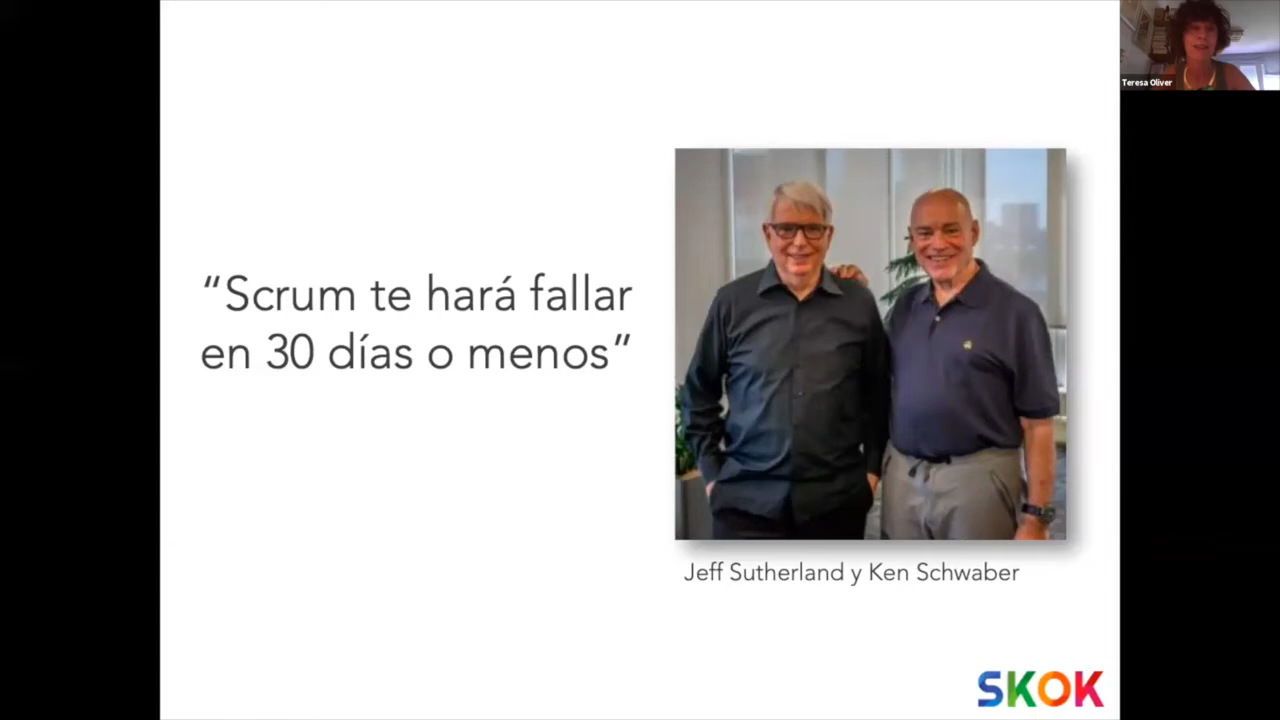 Teresa Oliver
“Scrum te hará fallar
en 30 días o menos”
Jeff Sutherland y Ken Schwaber
SKOK